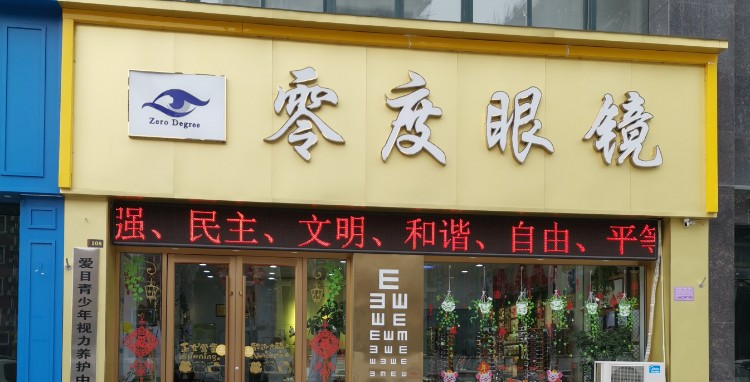 零度眼镜
Zero Degree
强、民主、文明、和谐、自由、平等
108
爱目青少年视力养护中
E